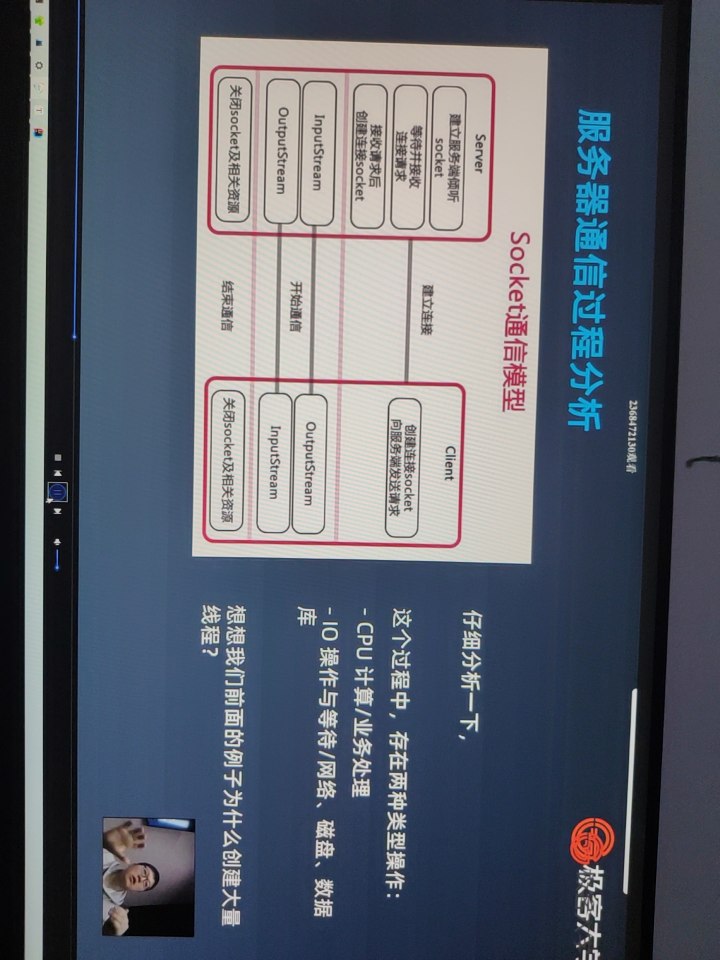 2368472130观看
服务器通信过程分析
极客大学
Socket通信模型
Server
建立服务端倾听
socket
等待并接收
连接请求
接收请求后
创建连接socket
InputStream
OutputStream
关闭socket及相关资源
建立连接
开始通信
结束通信
Client
创建连接socket
向服务端发送请求
OutputStream
InputStream
关闭socket及相关资源
仔细分析一下，
这个过程中，存在两种类型操作：
- CPU 计算/业务处理
- IO 操作与等待/网络、磁盘、数据
库
想想我们前面的例子为什么创建大量
线程？